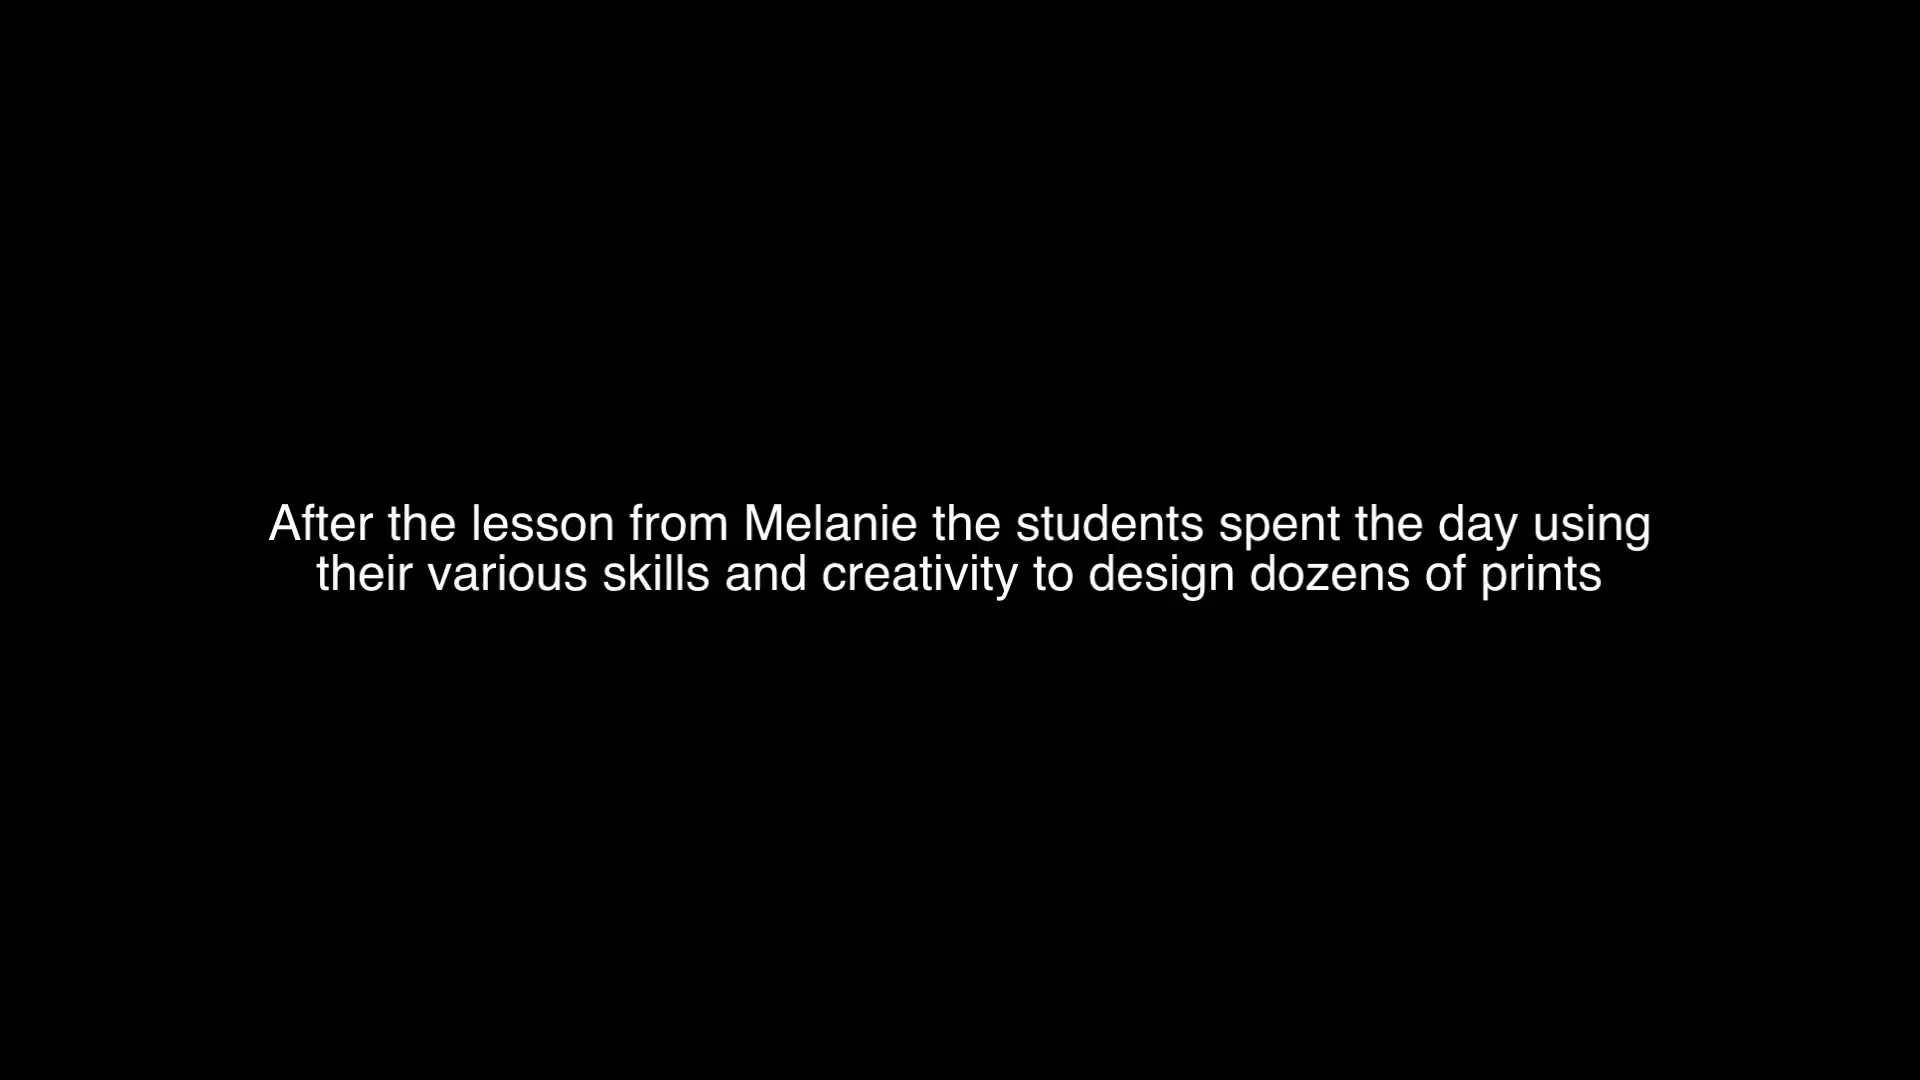 After the lesson from Melanie the students spent the day using
their various skills and creativity to design dozens of prints